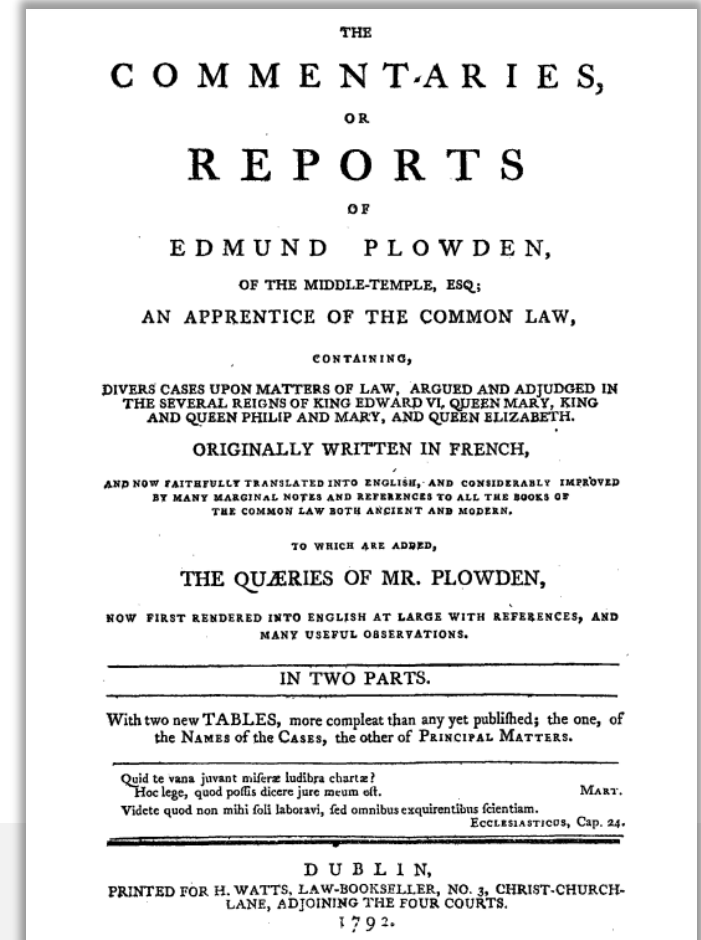 THE
COMMENTARIES,
OR
REPORTS
OF
EDMUND PLOWDEN,
OF THE MIDDLE-TEMPLE, ESQ;
AN APPRENTICE OF THE COMMON LAW,
CONTAINING,
DIVERS CASES UPON MATTERS OF LAW, ARGUED AND ADJUDGED IN
THE SEVERAL REIGNS OF KING EDWARD VI, QUEEN MARY, KING
AND QUEEN PHILIP AND MARY, AND QUEEN ELIZABETH.
ORIGINALLY WRITTEN IN FRENCH,
AND NOW FAITHFULLY TRANSLATED INTO ENGLISH, AND CONSIDERABLY IMPROVED
BY MANY MARGINAL NOTES AND REFERENCES TO ALL THE BOOKS OF
THE COMMON LAW BOTH ANCIENT AND MODERN.
TO WHICH ARE ADDED,
THE QUÆRIES OF MR. PLOWDEN,
NOW FIRST RENDERED INTO ENGLISH AT LARGE WITH REFERENCES, AND
MANY USEFUL OBSERVATIONS.
IN TWO PARTS.
With two new TABLES, more compleat than any yet publiſhed; the one, of
the NAMES of the CASES, the other of PRINCIPAL MATTERS.
Quid te vana juvant miſeræ ludibra chartæ?
Hoc lege, quod poſſis dicere jure meum eſt. MART.
Videte quod non mihi ſoli laboravi, ſed omnibus exquirentibus ſcientiam.
ECCLESIASTICUS, Cap. 24.
DUBLIN,
PRINTED FOR H. WATTS, LAW-BOOKSELLER, NO. 3, CHRIST-CHURCH-
LANE, ADJOINING THE FOUR COURTS.
1792.